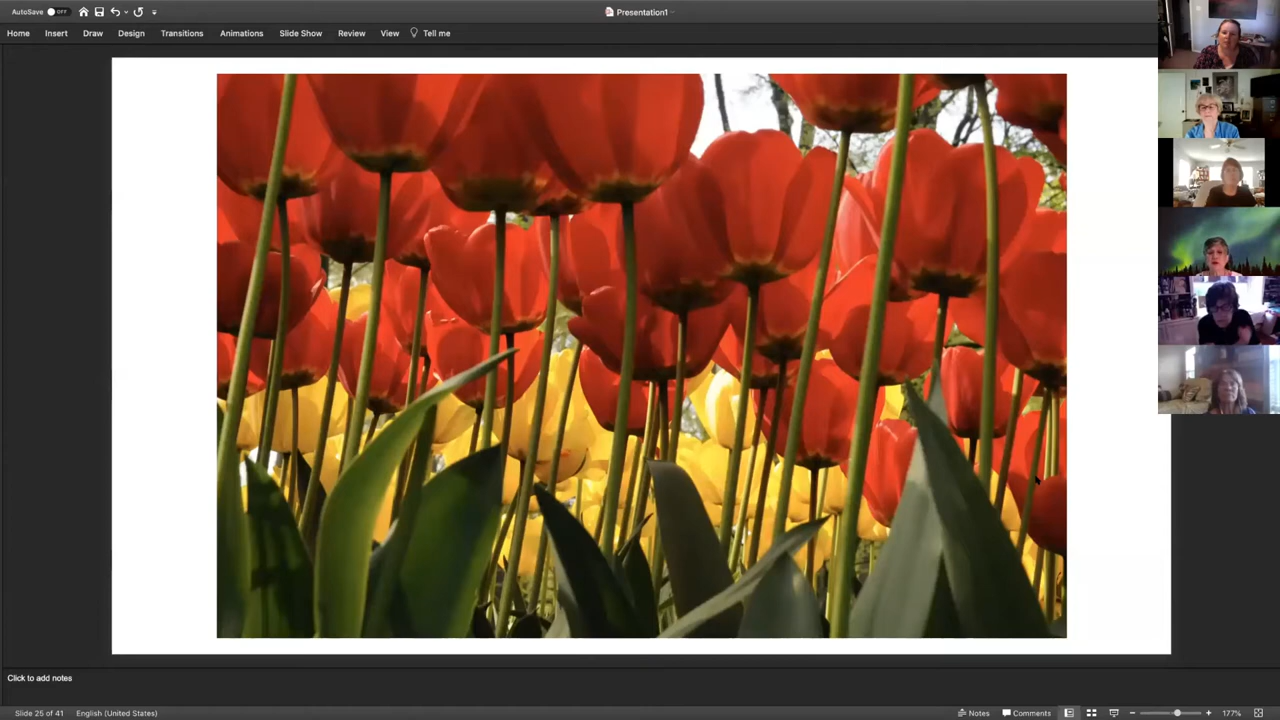 AutoSave OFF
Presentation1
Home Insert Draw Design Transitions Animations Slide Show Review View Tell me
Click to add notes
Slide 25 of 41 English (United States) Notes Comments 177%